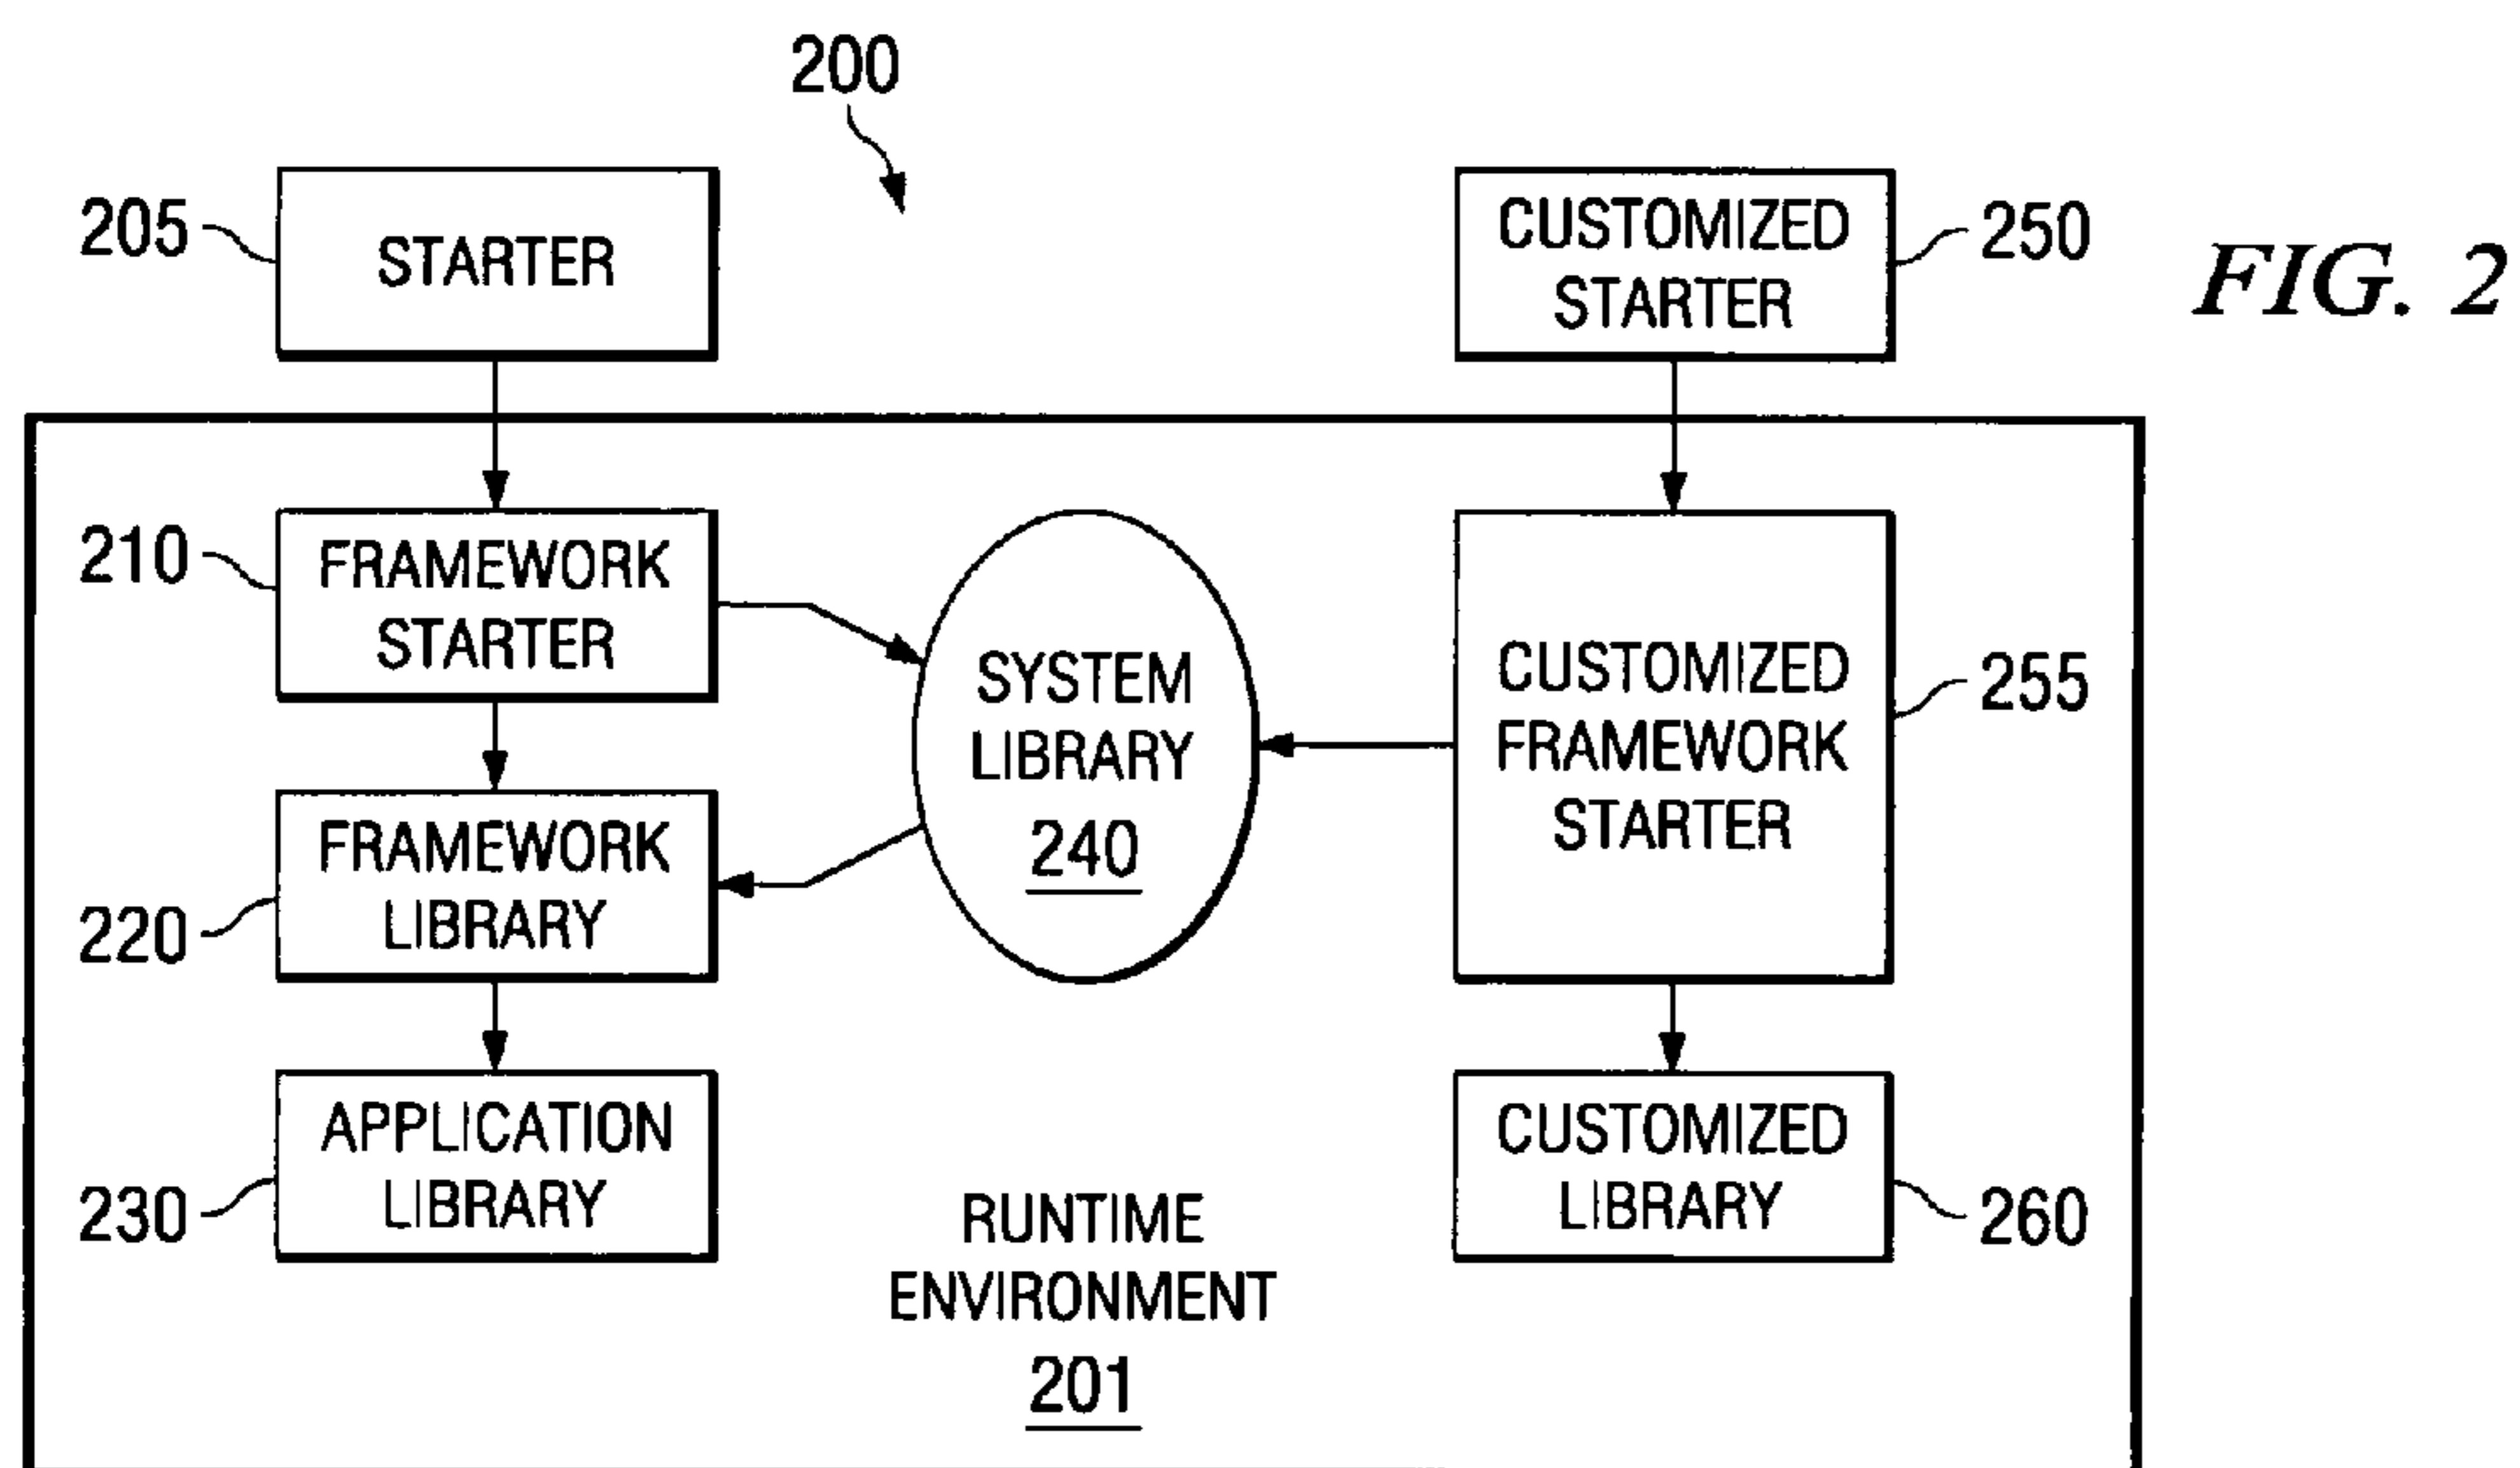 200
205
STARTER
CUSTOMIZED
STARTER
250
FIG. 2
210
FRAMEWORK
STARTER
SYSTEM
LIBRARY
240
CUSTOMIZED
FRAMEWORK
STARTER
255
220
FRAMEWORK
LIBRARY
230
APPLICATION
LIBRARY
RUNTIME
ENVIRONMENT
201
CUSTOMIZED
LIBRARY
260